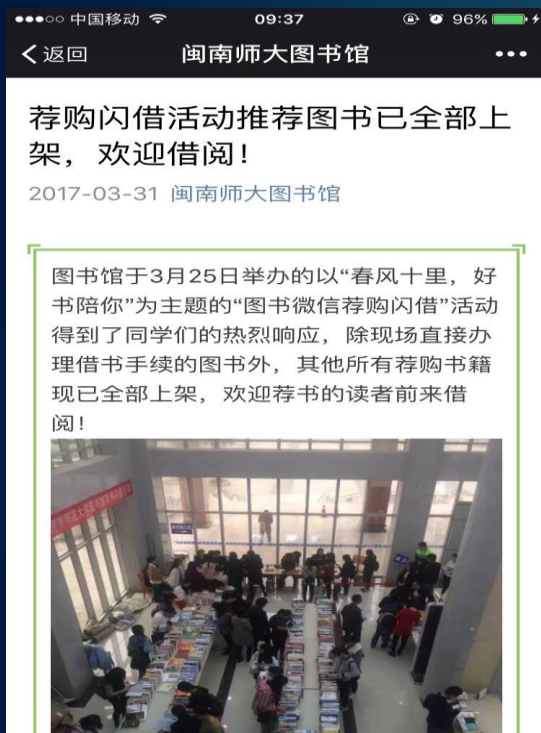 中国移动 09:37 96%
返回 闽南师大图书馆
荐购闪借活动推荐图书已全部上
架，欢迎借阅！
2017-03-31 闽南师大图书馆
图书馆于3月25日举办的以“春风十里，好
书陪你”为主题的“图书微信荐购闪借”活动
得到了同学们的热烈响应，除现场直接办
理借书手续的图书外，其他所有荐购书籍
现已全部上架，欢迎荐书的读者前来借
阅！